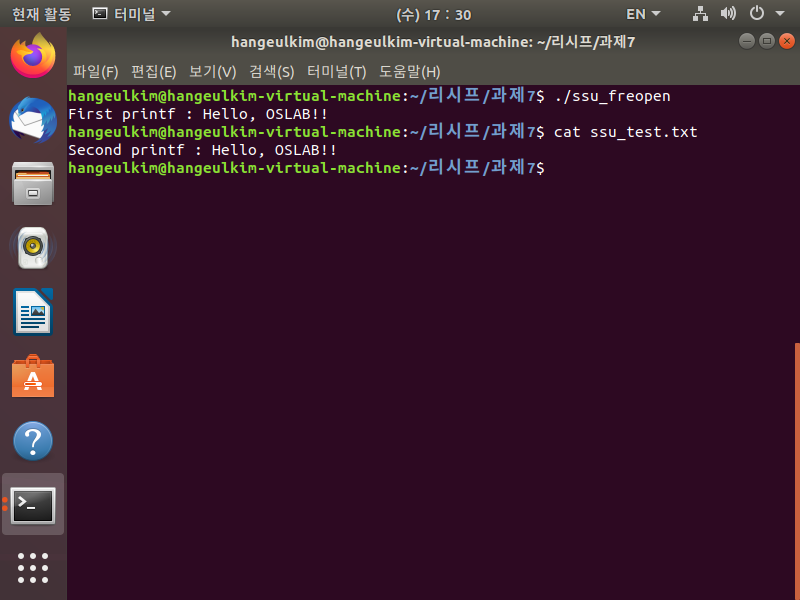 현재 활동 터미널 (수) 17 : 30 EN
hangeulkim@hangeulkim-virtual-machine: ~/리시프/과제7
파일(F) 편집(E) 보기(V) 검색(S) 터미널(T) 도움말(H)
hangeulkim@hangeulkim-virtual-machine:~/리시프/과제7$ ./ssu_freopen
First printf : Hello, OSLAB!!
hangeulkim@hangeulkim-virtual-machine:~/리시프/과제7$ cat ssu_test.txt
Second printf : Hello, OSLAB!!
hangeulkim@hangeulkim-virtual-machine:~/리시프/과제7$